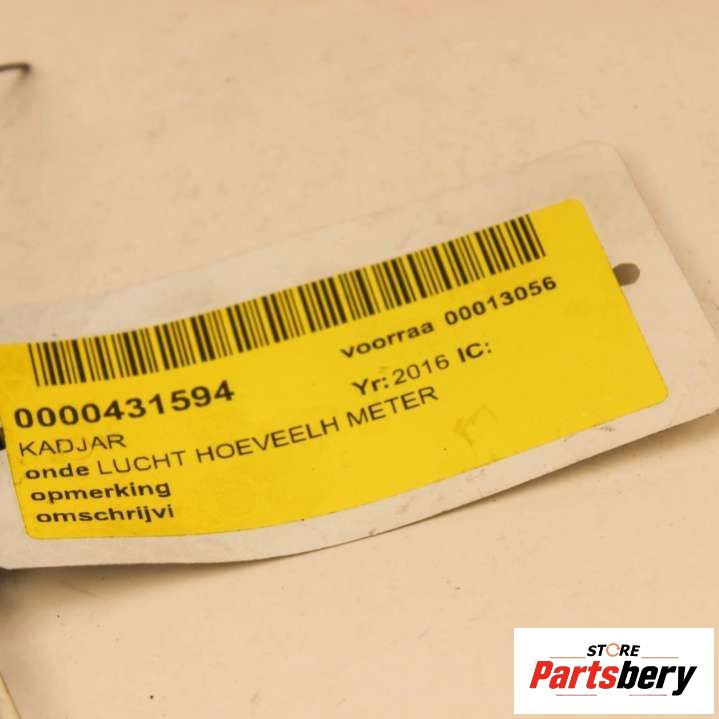 voorraa 00013056
0000431594
Yr: 2016 IC:
KADJAR
onde LUCHT HOEVEELH METER
opmerking
omschrijvi
STORE
Partsbery